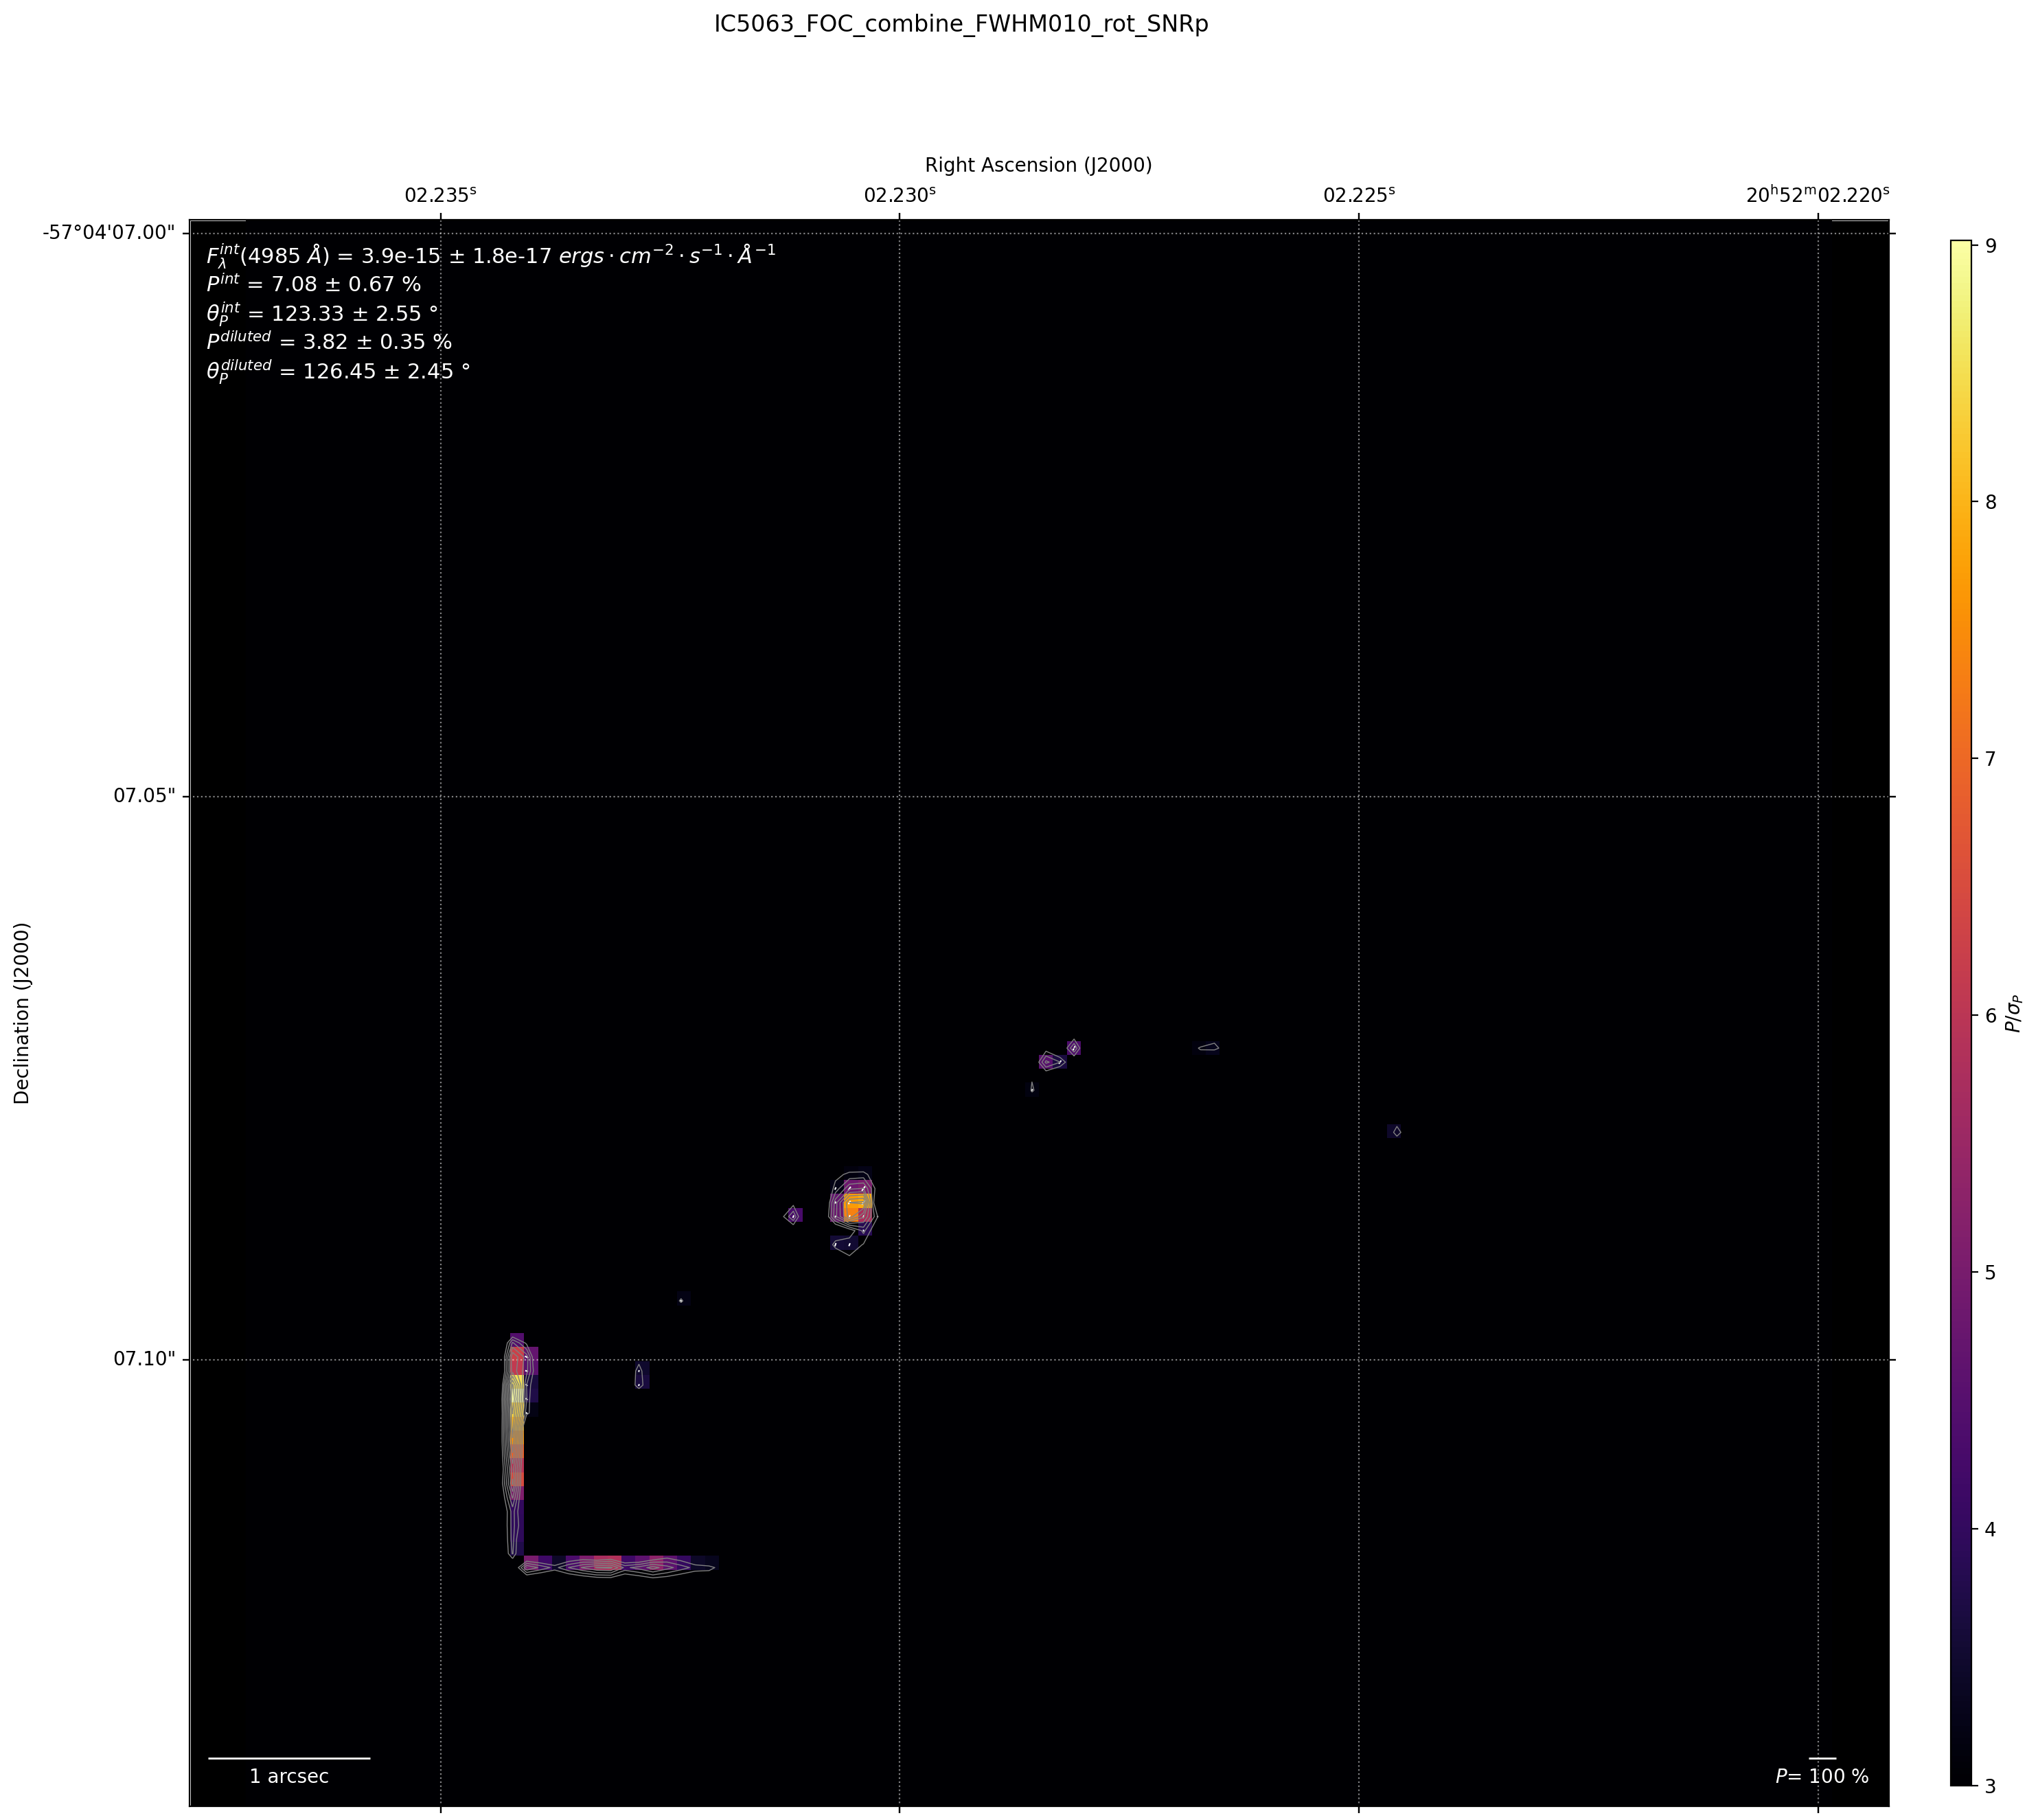 IC5063_FOC_combine_FWHM010_rot_SNRp
Right Ascension (J2000)
02.235ˢ 02.230ˢ 02.225ˢ 20ʰ52ᵐ02.220ˢ
-57°04'07.00"
F_λ^int(4985 Å) = 3.9e-15 ± 1.8e-17 ergs · cm⁻² · s⁻¹ · Å⁻¹
P^int = 7.08 ± 0.67 %
θ_P^int = 123.33 ± 2.55 °
P^diluted = 3.82 ± 0.35 %
θ_P^diluted = 126.45 ± 2.45 °
07.05"
07.10"
Declination (J2000)
1 arcsec
P= 100 %
9
8
7
6
5
4
3
P/σ_P